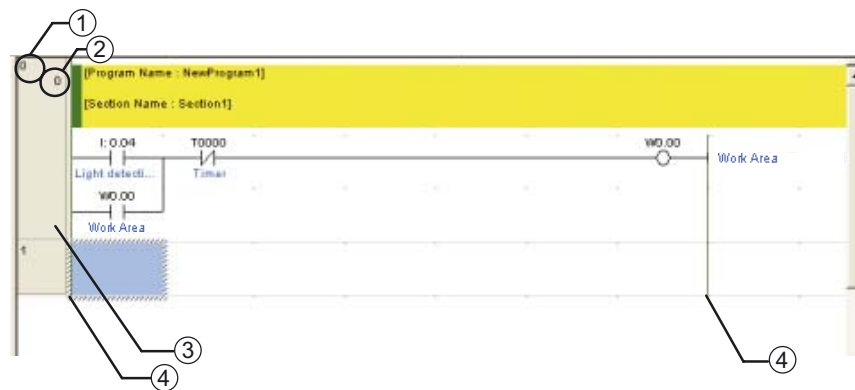 ①
②
0
0
[Program Name : NewProgram1]
[Section Name : Section1]
I: 0.04
T0000
W0.00
Light detecti...
Timer
Work Area
W0.00
Work Area
1
③
④
④